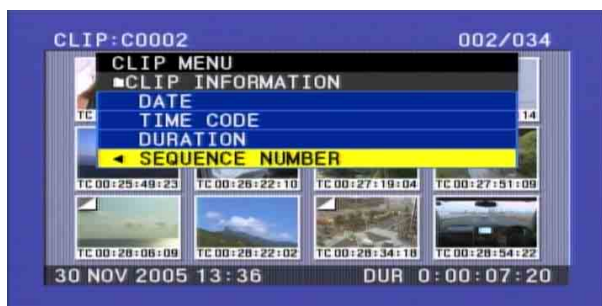 CLIP:C0002 002/034
CLIP MENU
CLIP INFORMATION
DATE
TIME CODE
DURATION
◄ SEQUENCE NUMBER
TC 14
TC 00:25:49:23 TC 00:26:22:10 TC 00:27:19:04 TC 00:27:51:09
TC 00:28:06:09 TC 00:28:22:02 TC 00:28:34:18 TC 00:28:54:22
30 NOV 2005 13:36 DUR 0:00:07:20